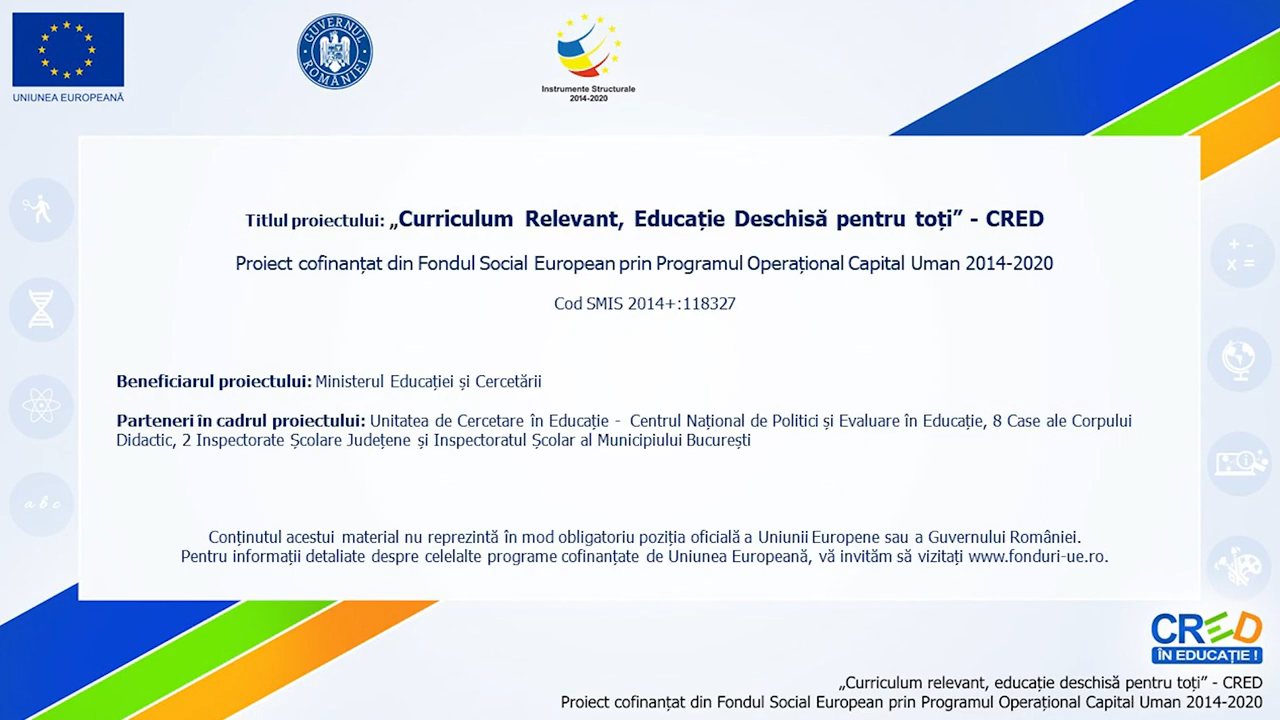 UNIUNEA EUROPEANĂ
GUVERNUL ROMÂNIEI
Instrumente Structurale
2014-2020
Titlul proiectului: „Curriculum Relevant, Educație Deschisă pentru toți” - CRED
Proiect cofinanțat din Fondul Social European prin Programul Operațional Capital Uman 2014-2020
Cod SMIS 2014+:118327
+ -
x =
Beneficiarul proiectului: Ministerul Educației și Cercetării
Parteneri în cadrul proiectului: Unitatea de Cercetare în Educație - Centrul Național de Politici și Evaluare în Educație, 8 Case ale Corpului
Didactic, 2 Inspectorate Școlare Județene și Inspectoratul Școlar al Municipiului București
a b c
Conținutul acestui material nu reprezintă în mod obligatoriu poziția oficială a Uniunii Europene sau a Guvernului României.
Pentru informații detaliate despre celelalte programe cofinanțate de Uniunea Europeană, vă invităm să vizitați www.fonduri-ue.ro.
CRED
ÎN EDUCAȚIE !
„Curriculum relevant, educație deschisă pentru toți” - CRED
Proiect cofinanțat din Fondul Social European prin Programul Operațional Capital Uman 2014-2020